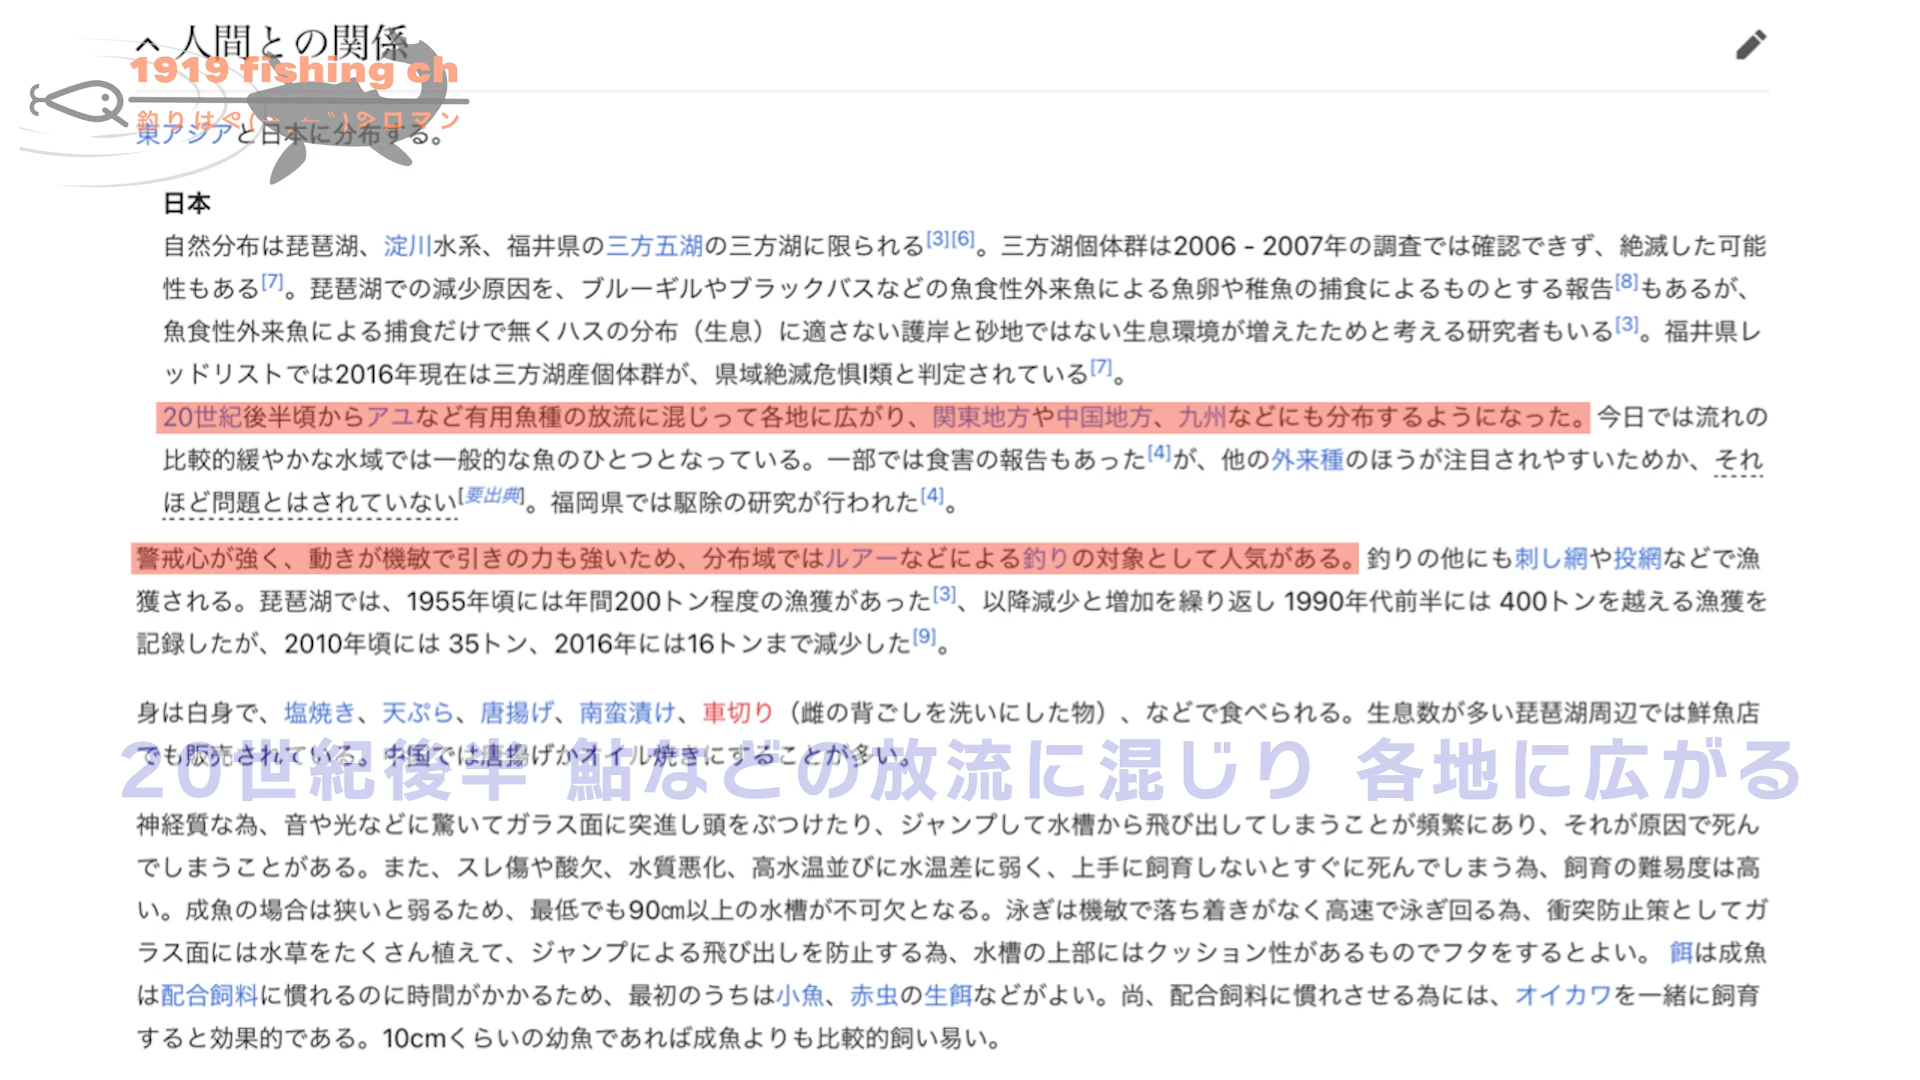 人間との関係
1919 fishing ch
釣りは
ロマン
東アジアと日本に分布する。
日本
自然分布は琵琶湖、淀川水系、福井県の三方五湖の三方湖に限られる[3][6]。三方湖個体群は2006 - 2007年の調査では確認できず、絶滅した可能
性もある[7]。琵琶湖での減少原因を、ブルーギルやブラックバスなどの魚食性外来魚による魚卵や稚魚の捕食によるものとする報告[8]もあるが、
魚食性外来魚による捕食だけで無くハスの分布（生息）に適さない護岸と砂地ではない生息環境が増えたためと考える研究者もいる[3]。福井県レ
ッドリストでは2016年現在は三方湖産個体群が、県域絶滅危惧I類と判定されている[7]。
20世紀後半頃からアユなど有用魚種の放流に混じって各地に広がり、関東地方や中国地方、九州などにも分布するようになった。今日では流れの
比較的緩やかな水域では一般的な魚のひとつとなっている。一部では食害の報告もあった[4]が、他の外来種のほうが注目されやすいためか、それ
ほど問題とはされていない[要出典]。福岡県では駆除の研究が行われた[4]。
警戒心が強く、動きが機敏で引きの力も強いため、分布域ではルアーなどによる釣りの対象として人気がある。釣りの他にも刺し網や投網などで漁
獲される。琵琶湖では、1955年頃には年間200トン程度の漁獲があった[3]、以降減少と増加を繰り返し 1990年代前半には 400トンを越える漁獲を
記録したが、2010年頃には 35トン、2016年には16トンまで減少した[9]。
身は白身で、塩焼き、天ぷら、唐揚げ、南蛮漬け、車切り（雌の背ごしを洗いにした物）、などで食べられる。生息数が多い琵琶湖周辺では鮮魚店
でも販売されている。中国では唐揚げかオイル焼きにすることが多い。
20世紀後半 鮎などの放流に混じり 各地に広がる
神経質な為、音や光などに驚いてガラス面に突進し頭をぶつけたり、ジャンプして水槽から飛び出してしまうことが頻繁にあり、それが原因で死ん
でしまうことがある。また、スレ傷や酸欠、水質悪化、高水温並びに水温差に弱く、上手に飼育しないとすぐに死んでしまう為、飼育の難易度は高
い。成魚の場合は狭いと弱るため、最低でも90㎝以上の水槽が不可欠となる。泳ぎは機敏で落ち着きがなく高速で泳ぎ回る為、衝突防止策としてガ
ラス面には水草をたくさん植えて、ジャンプによる飛び出しを防止する為、水槽の上部にはクッション性があるものでフタをするとよい。 餌は成魚
は配合飼料に慣れるのに時間がかかるため、最初のうちは小魚、赤虫の生餌などがよい。尚、配合飼料に慣れさせる為には、オイカワを一緒に飼育
すると効果的である。10cmくらいの幼魚であれば成魚よりも比較的飼い易い。